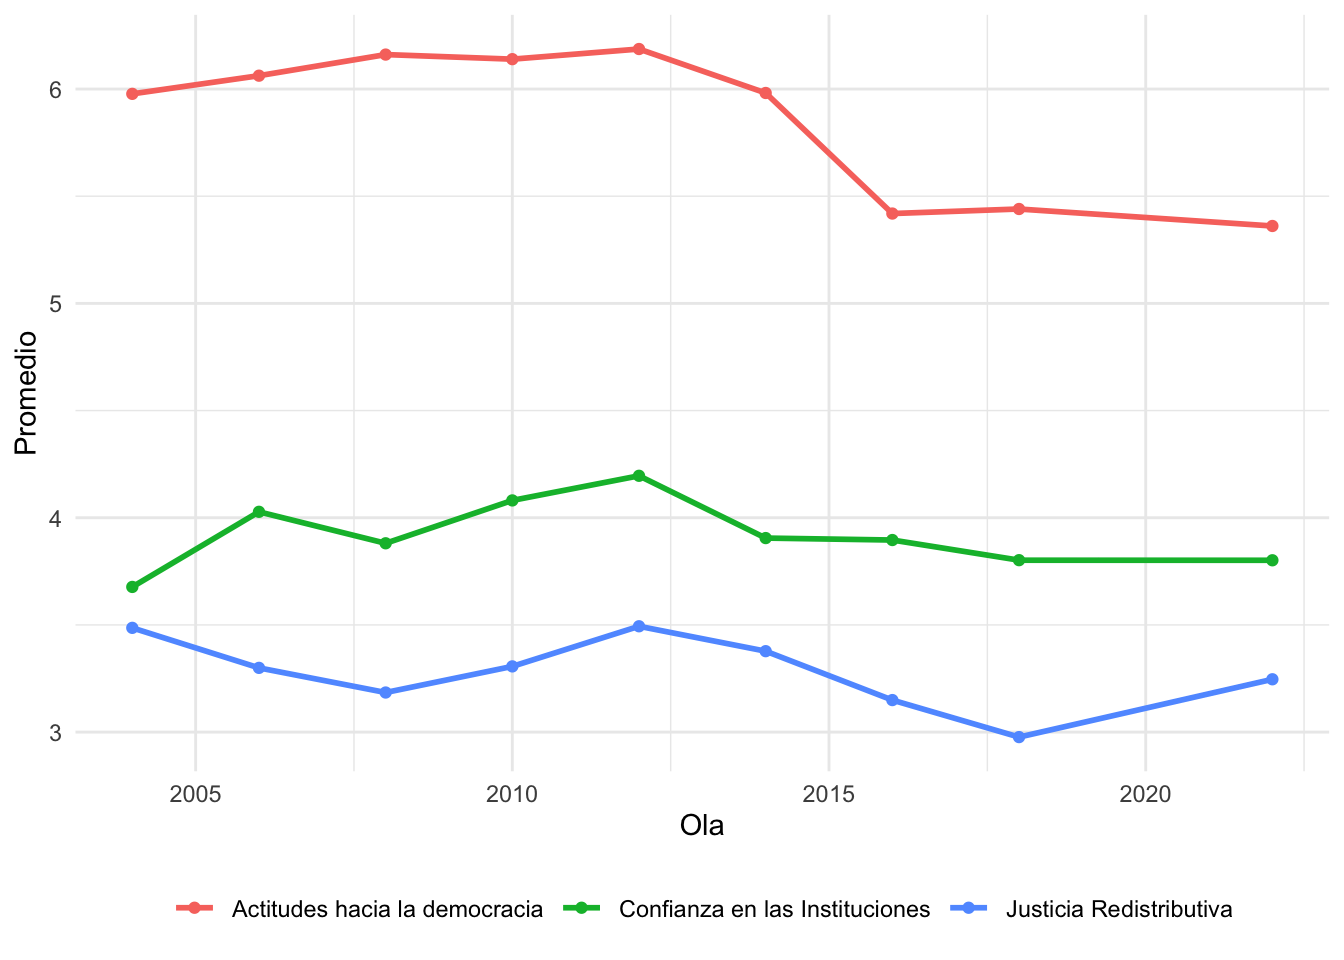 6
5
4
3
Promedio
2005 2010 2015 2020
Ola
Actitudes hacia la democracia Confianza en las Instituciones Justicia Redistributiva